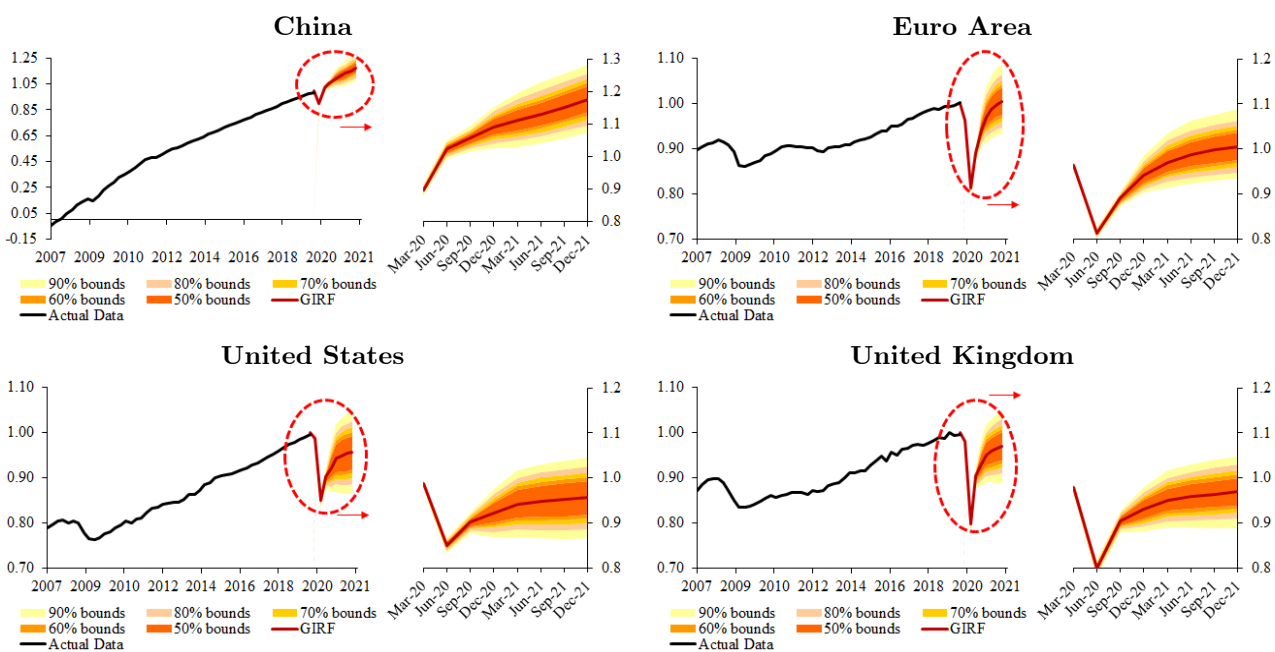 China
1.25
1.05
0.85
0.65
0.45
0.25
0.05
-0.15
2007 2009 2010 2012 2014 2015 2016 2018 2020 2021
1.3
1.2
1.1
1.0
0.9
0.8
Mar-20 Jun-20 Sep-20 Dec-20 Mar-21 Jun-21 Sep-21 Dec-21
90% bounds 80% bounds 70% bounds
60% bounds 50% bounds GIRF
Actual Data
Euro Area
1.10
1.00
0.90
0.80
0.70
2007 2009 2010 2012 2014 2015 2016 2018 2020 2021
1.2
1.1
1.0
0.9
0.8
Mar-20 Jun-20 Sep-20 Dec-20 Mar-21 Jun-21 Sep-21 Dec-21
90% bounds 80% bounds 70% bounds
60% bounds 50% bounds GIRF
Actual Data
United States
1.10
1.00
0.90
0.80
0.70
2007 2009 2010 2012 2014 2015 2016 2018 2020 2021
1.2
1.1
1.0
0.9
0.8
Mar-20 Jun-20 Sep-20 Dec-20 Mar-21 Jun-21 Sep-21 Dec-21
90% bounds 80% bounds 70% bounds
60% bounds 50% bounds GIRF
Actual Data
United Kingdom
1.10
1.00
0.90
0.80
0.70
2007 2009 2010 2012 2014 2015 2016 2018 2020 2021
1.2
1.1
1.0
0.9
0.8
Mar-20 Jun-20 Sep-20 Dec-20 Mar-21 Jun-21 Sep-21 Dec-21
90% bounds 80% bounds 70% bounds
60% bounds 50% bounds GIRF
Actual Data